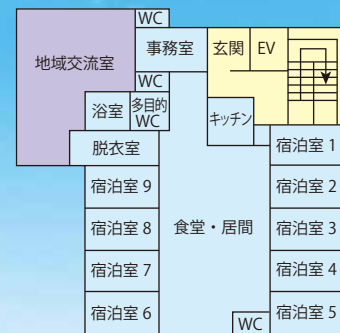 WC
地域交流室
事務室
玄関
EV
WC
浴室
多目的
WC
キッチン
脱衣室
宿泊室 1
宿泊室 9
宿泊室 2
宿泊室 8
食堂・居間
宿泊室 3
宿泊室 7
宿泊室 4
宿泊室 6
WC
宿泊室 5